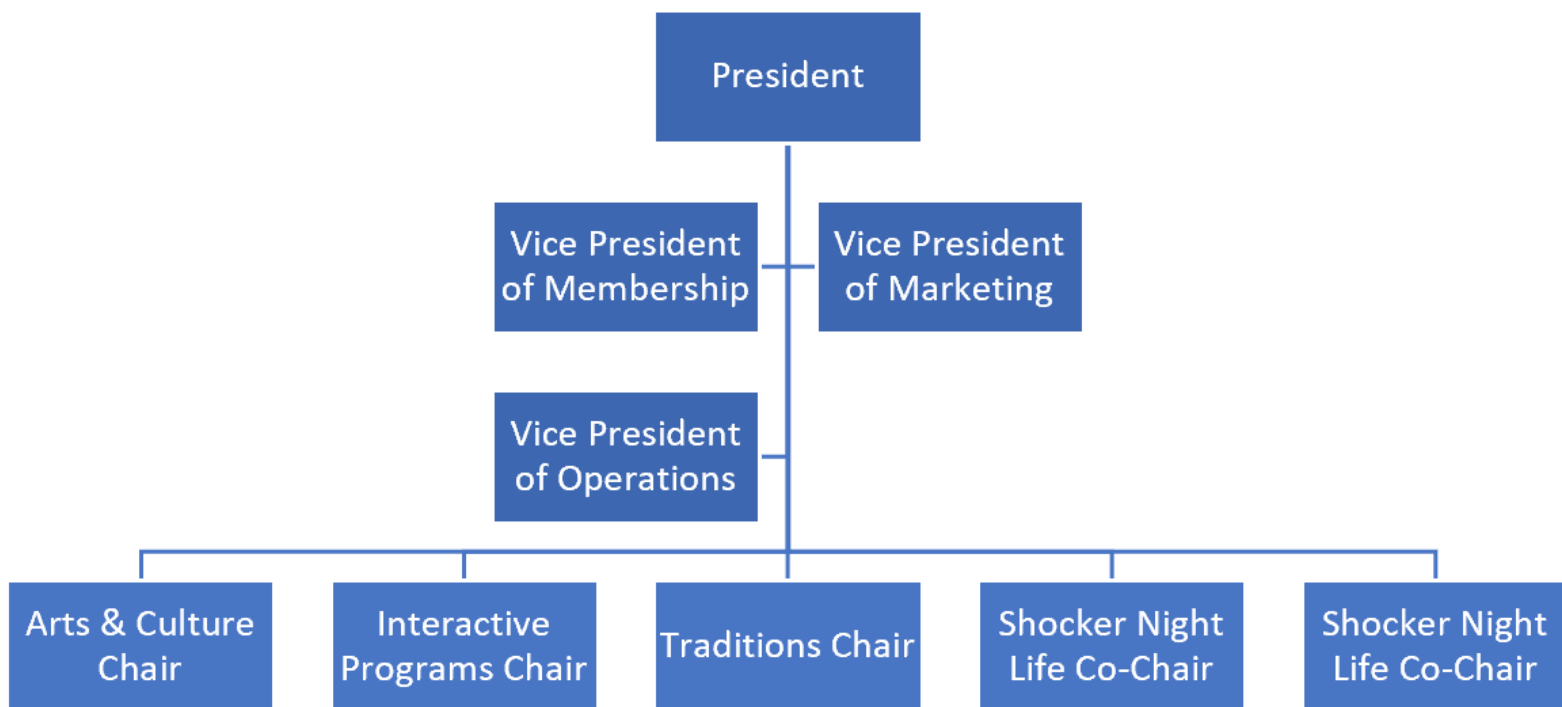 President
Vice President
of Membership
Vice President
of Marketing
Vice President
of Operations
Arts & Culture
Chair
Interactive
Programs Chair
Traditions Chair
Shocker Night
Life Co-Chair
Shocker Night
Life Co-Chair